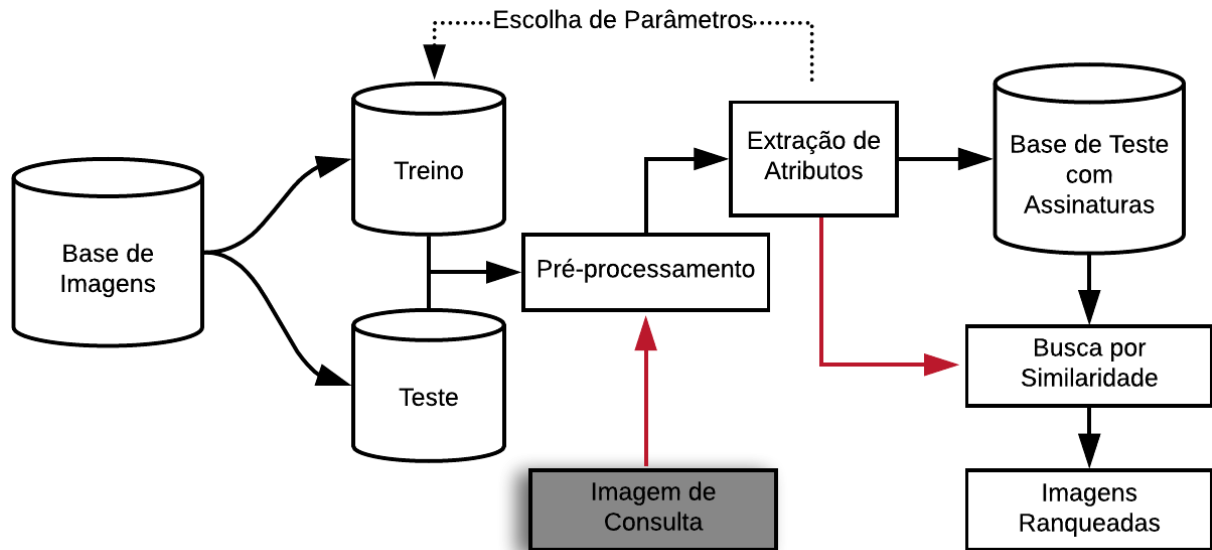 Escolha de Parâmetros
Base de
Imagens
Treino
Teste
Pré-processamento
Imagem de
Consulta
Extração de
Atributos
Base de Teste
com
Assinaturas
Busca por
Similaridade
Imagens
Ranqueadas